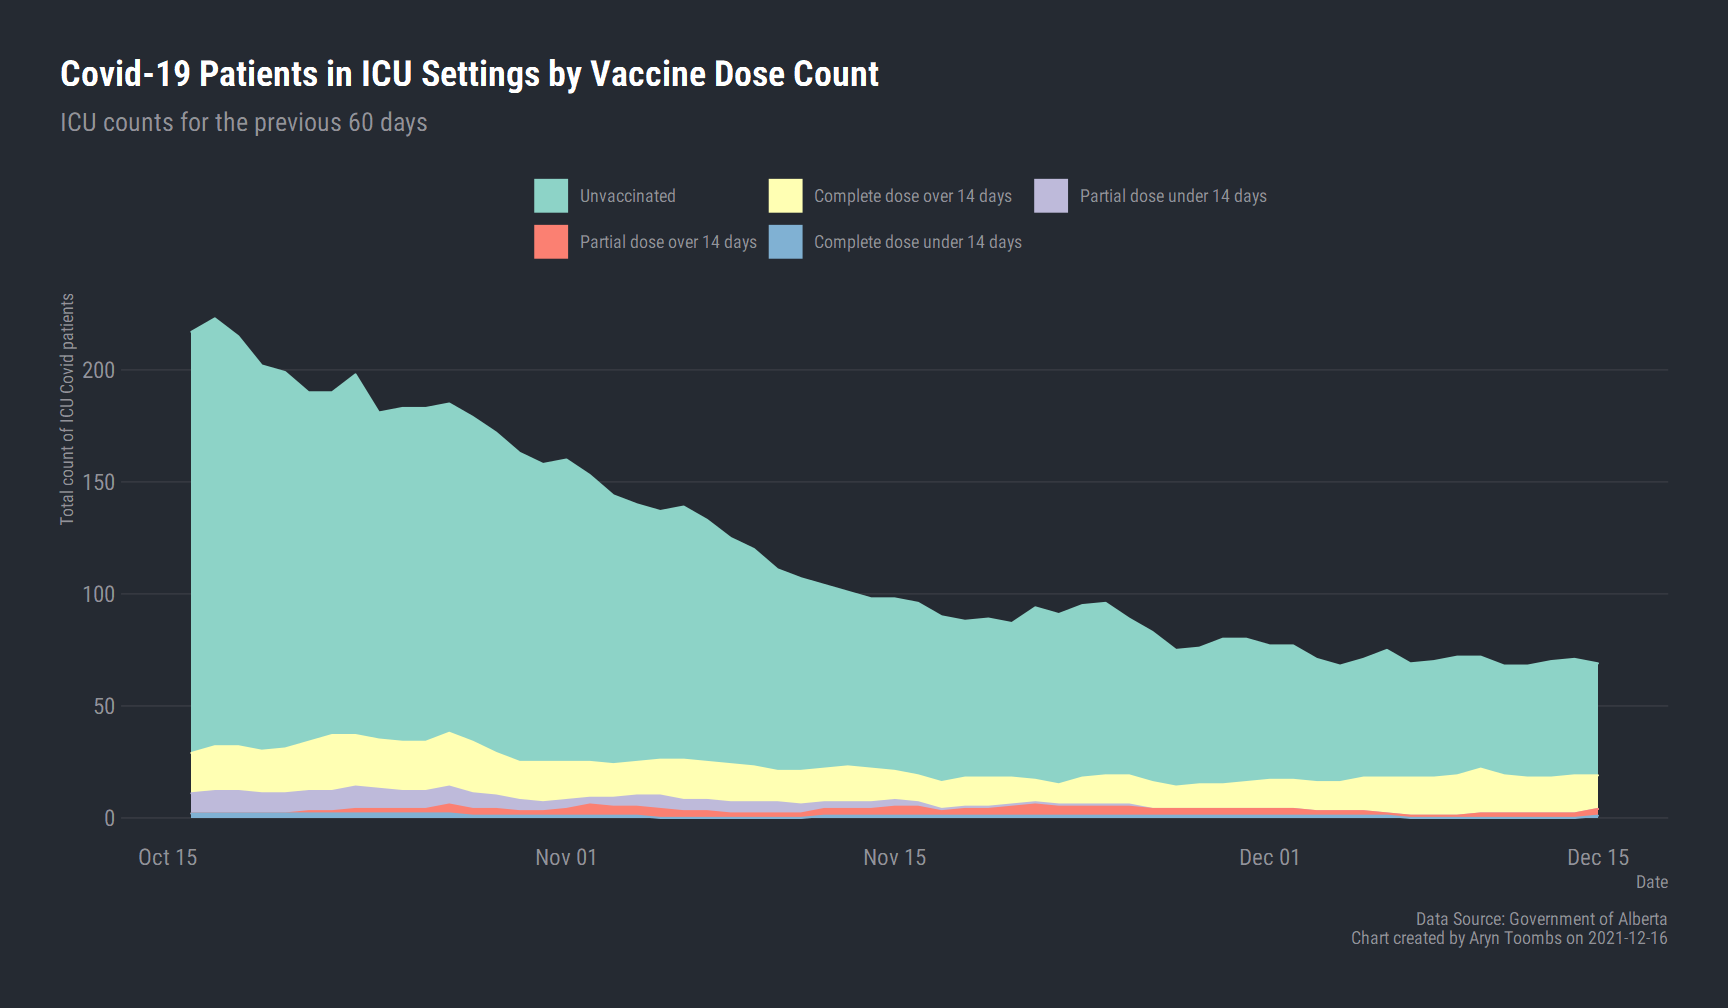 Covid-19 Patients in ICU Settings by Vaccine Dose Count
ICU counts for the previous 60 days
Unvaccinated
Complete dose over 14 days
Partial dose under 14 days
Partial dose over 14 days
Complete dose under 14 days
Total count of ICU Covid patients
200
150
100
50
0
Oct 15
Nov 01
Nov 15
Dec 01
Dec 15
Date
Data Source: Government of Alberta
Chart created by Aryn Toombs on 2021-12-16